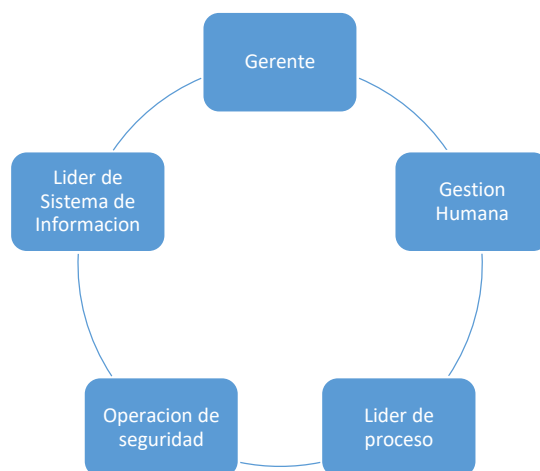 Gerente
Gestion
Humana
Lider de
proceso
Operacion de
seguridad
Lider de
Sistema de
Informacion